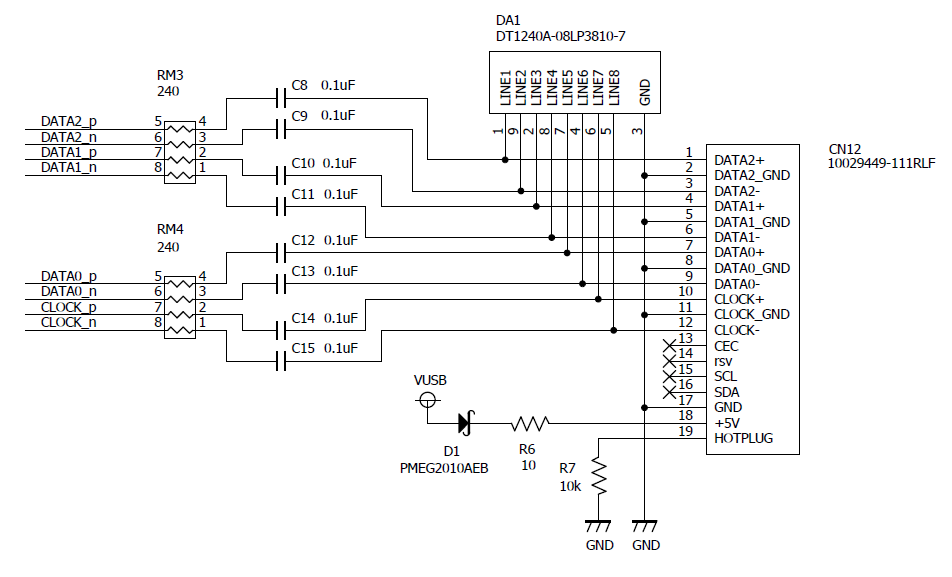 DA1
DT1240A-08LP3810-7
LINE1
LINE2
LINE3
LINE4
LINE5
LINE6
LINE7
LINE8
GND
1
9
2
8
7
4
6
5
3
RM3
240
C8 0.1uF
C9 0.1uF
DATA2_p 5 4
DATA2_n 6 3
DATA1_p 7 2
DATA1_n 8 1
C10 0.1uF
C11 0.1uF
RM4
240
C12 0.1uF
C13 0.1uF
DATA0_p 5 4
DATA0_n 6 3
CLOCK_p 7 2
CLOCK_n 8 1
C14 0.1uF
C15 0.1uF
CN12
10029449-111RLF
1 DATA2+
2 DATA2_GND
3 DATA2-
4 DATA1+
5 DATA1_GND
6 DATA1-
7 DATA0+
8 DATA0_GND
9 DATA0-
10 CLOCK+
11 CLOCK_GND
12 CLOCK-
13 CEC
14 rsv
15 SCL
16 SDA
17 GND
18 +5V
19 HOTPLUG
VUSB
D1
PMEG2010AEB
R6
10
R7
10k
GND
GND